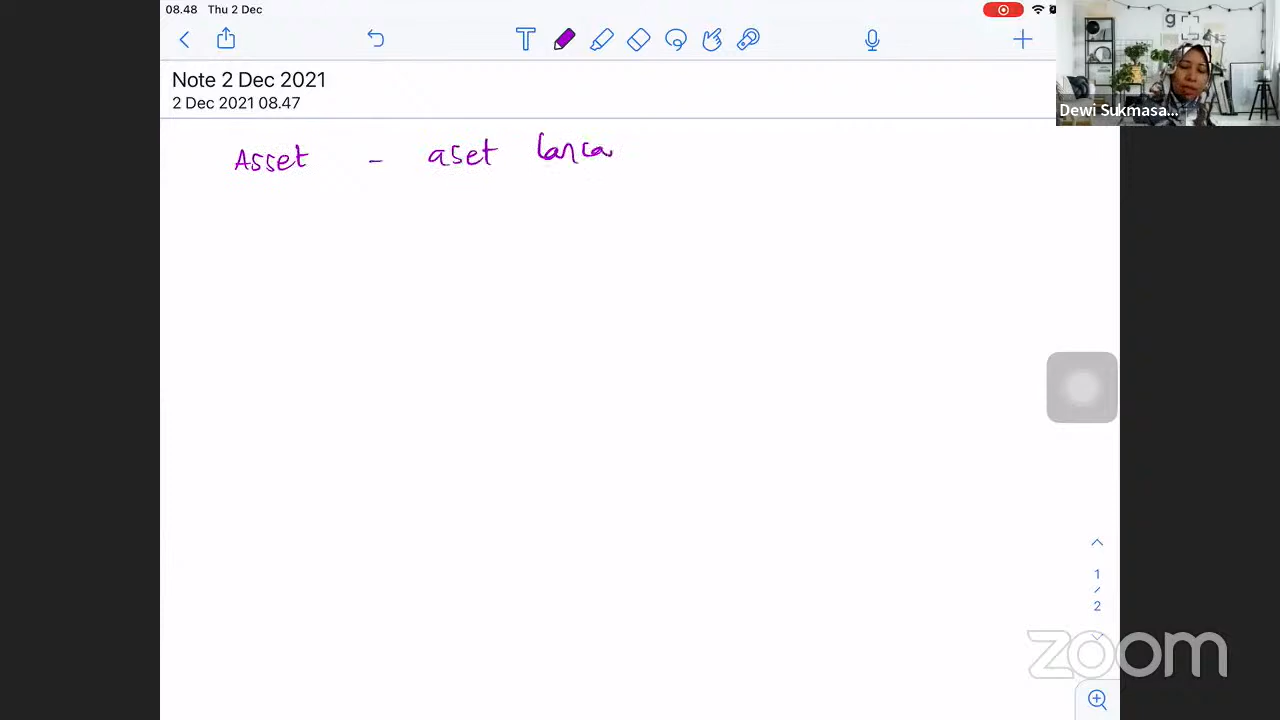 08.48 Thu 2 Dec
Note 2 Dec 2021
2 Dec 2021 08.47
Dewi Sukmasa...
Asset - aset lanca
1
/
2
zoom